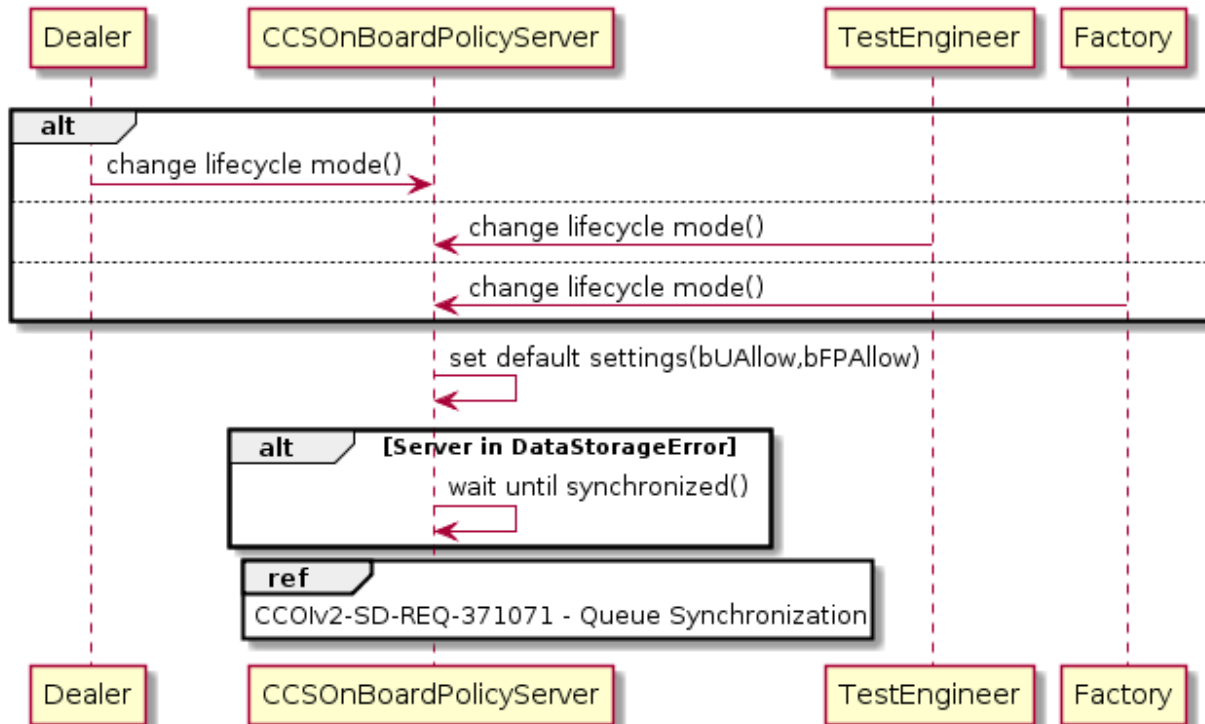 Dealer
CCSOnBoardPolicyServer
TestEngineer
Factory
alt
change lifecycle mode()
change lifecycle mode()
change lifecycle mode()
set default settings(bUAllow,bFPAllow)
alt [Server in DataStorageError]
wait until synchronized()
ref
CCOIv2-SD-REQ-371071 - Queue Synchronization
Dealer
CCSOnBoardPolicyServer
TestEngineer
Factory